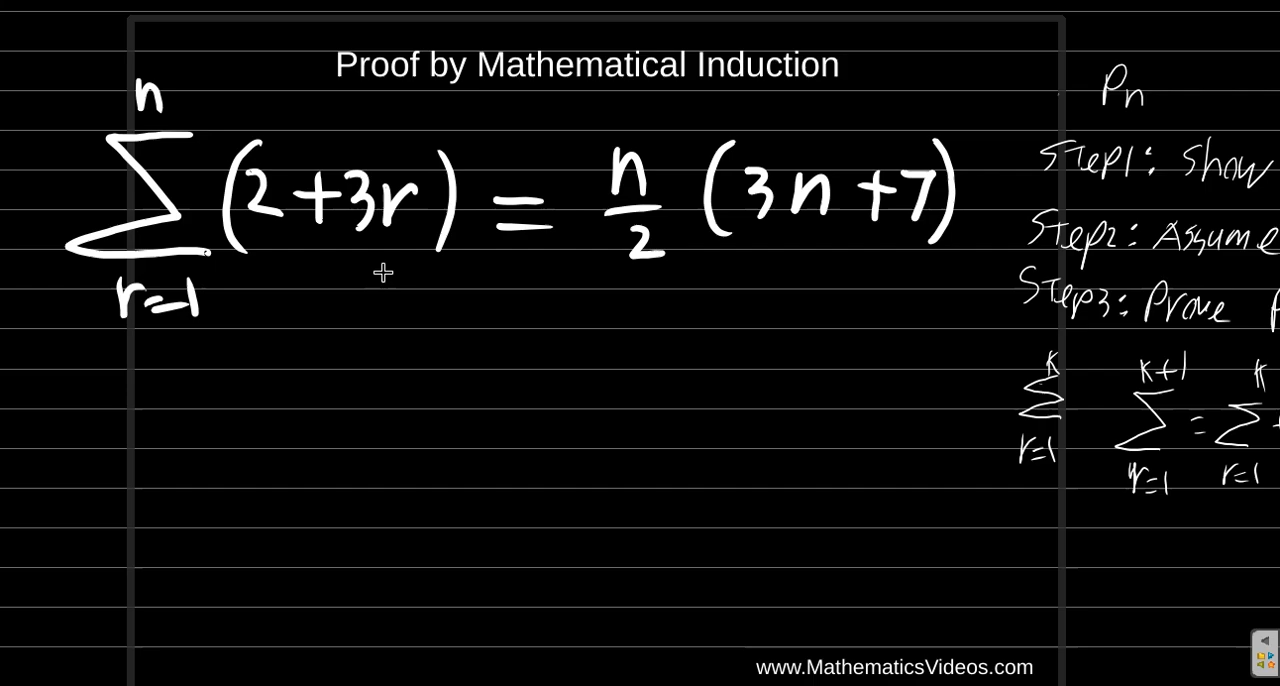 Proof by Mathematical Induction
n
∑ (2+3r) = n/2 (3n+7)
r=1
Pn
Step1: Show
Step2: Assume
Step3: Prove
k
∑
r=1
k+1 k
∑ = ∑
r=1 r=1
www.MathematicsVideos.com